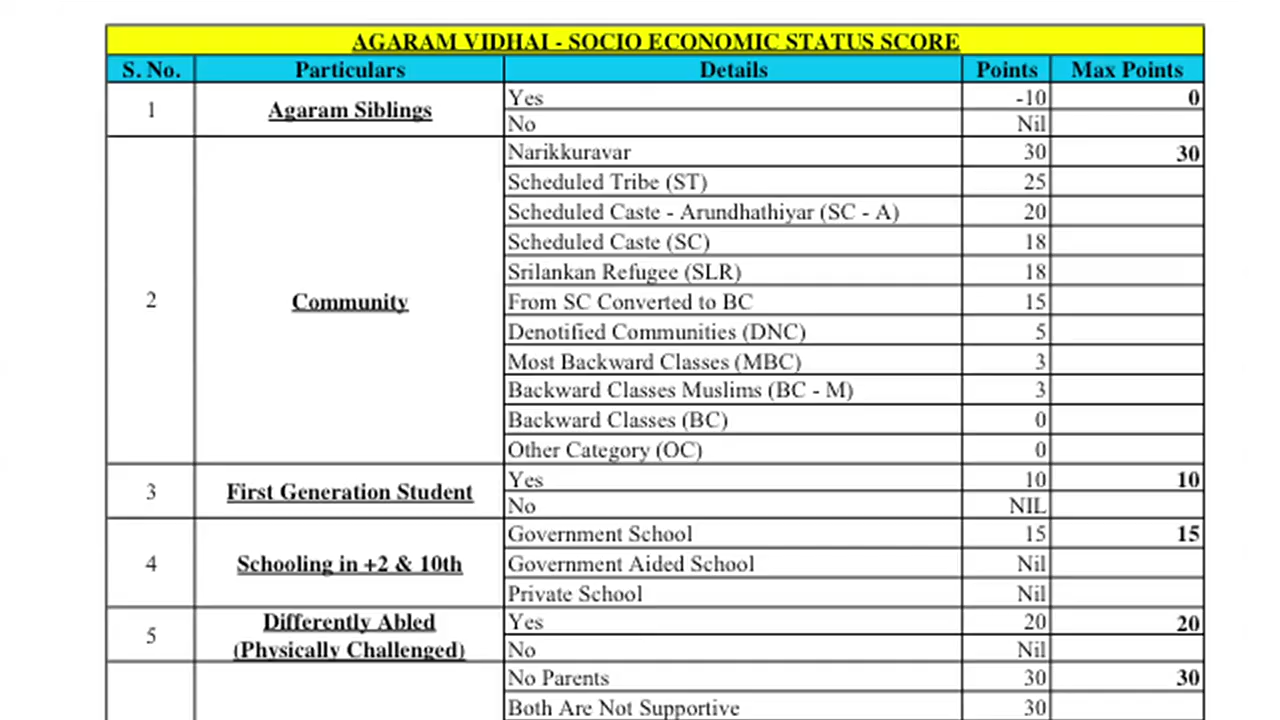 AGARAM VIDHAI - SOCIO ECONOMIC STATUS SCORE
S. No. Particulars Details Points Max Points
1 Agaram Siblings Yes -10 0
No Nil
2 Community Narikkuravar 30 30
Scheduled Tribe (ST) 25
Scheduled Caste - Arundhathiyar (SC - A) 20
Scheduled Caste (SC) 18
Srilankan Refugee (SLR) 18
From SC Converted to BC 15
Denotified Communities (DNC) 5
Most Backward Classes (MBC) 3
Backward Classes Muslims (BC - M) 3
Backward Classes (BC) 0
Other Category (OC) 0
3 First Generation Student Yes 10 10
No NIL
4 Schooling in +2 & 10th Government School 15 15
Government Aided School Nil
Private School Nil
5 Differently Abled Yes 20 20
(Physically Challenged) No Nil
No Parents 30 30
Both Are Not Supportive 30